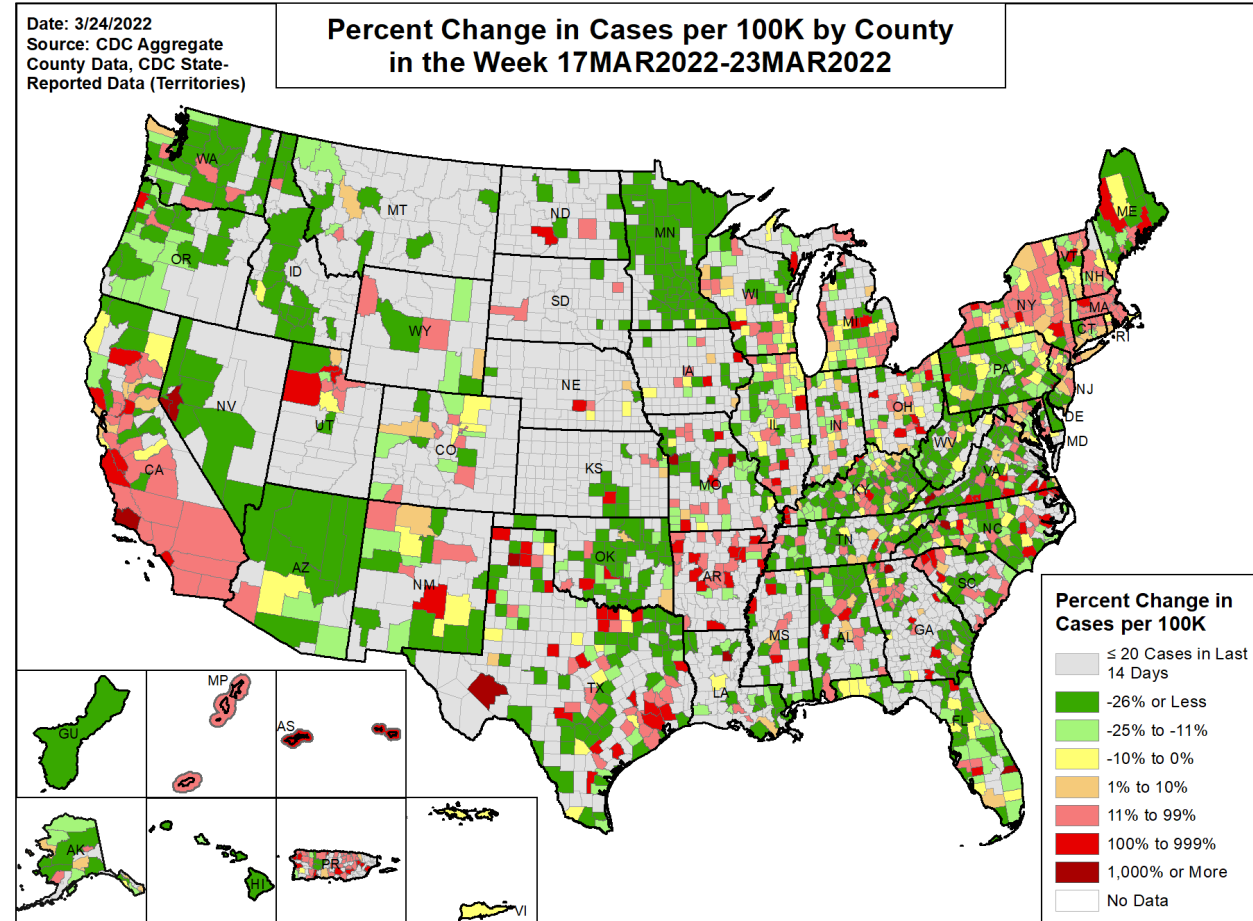 Date: 3/24/2022
Source: CDC Aggregate
County Data, CDC State-
Reported Data (Territories)
Percent Change in Cases per 100K by County
in the Week 17MAR2022-23MAR2022
WA
MT
ND
MN
ME
OR
ID
SD
WI
MI
VT
NH
NY
MA
CT
RI
WY
IA
NE
PA
NJ
NV
UT
CO
IL
IN
OH
DE
MD
WV
CA
KS
MO
KY
VA
AZ
NM
OK
AR
TN
NC
SC
MS
AL
GA
TX
LA
FL
GU
MP
AS
AK
HI
PR
VI
Percent Change in
Cases per 100K
≤ 20 Cases in Last
14 Days
-26% or Less
-25% to -11%
-10% to 0%
1% to 10%
11% to 99%
100% to 999%
1,000% or More
No Data